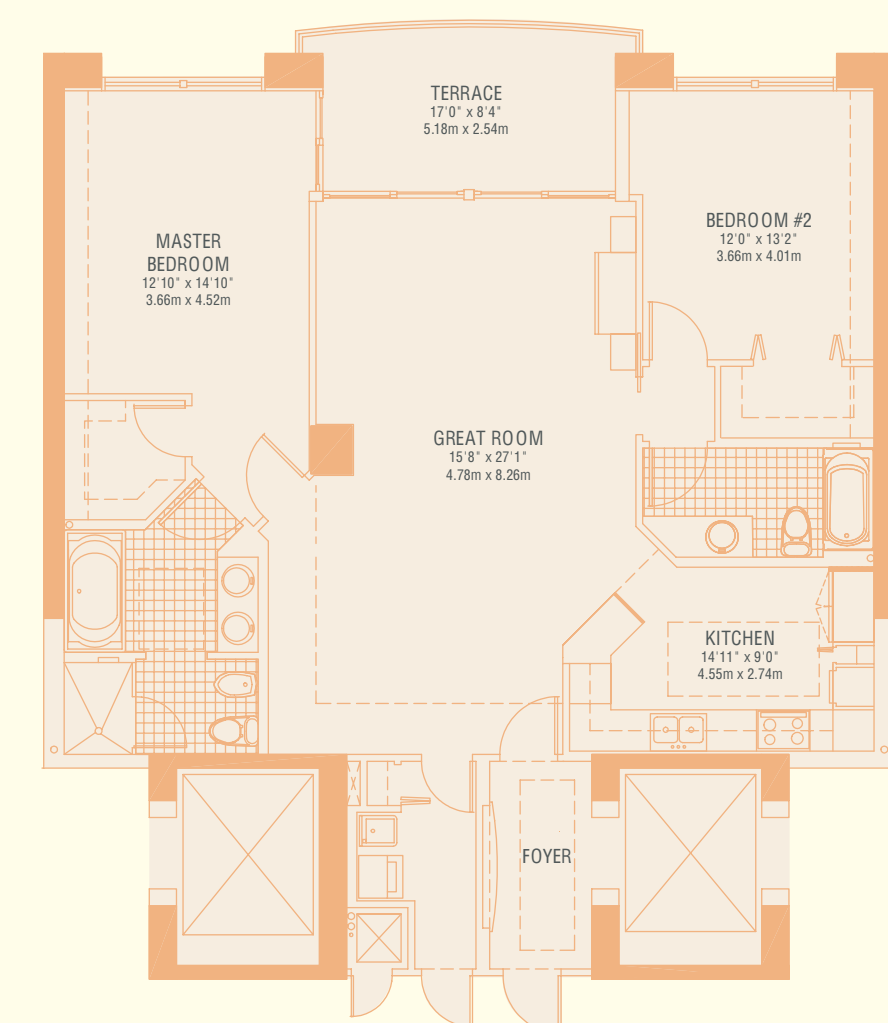 TERRACE
17'0" x 8'4"
5.18m x 2.54m
BEDROOM #2
12'0" x 13'2"
3.66m x 4.01m
MASTER
BEDROOM
12'10" x 14'10"
3.66m x 4.52m
GREAT ROOM
15'8" x 27'1"
4.78m x 8.26m
KITCHEN
14'11" x 9'0"
4.55m x 2.74m
FOYER